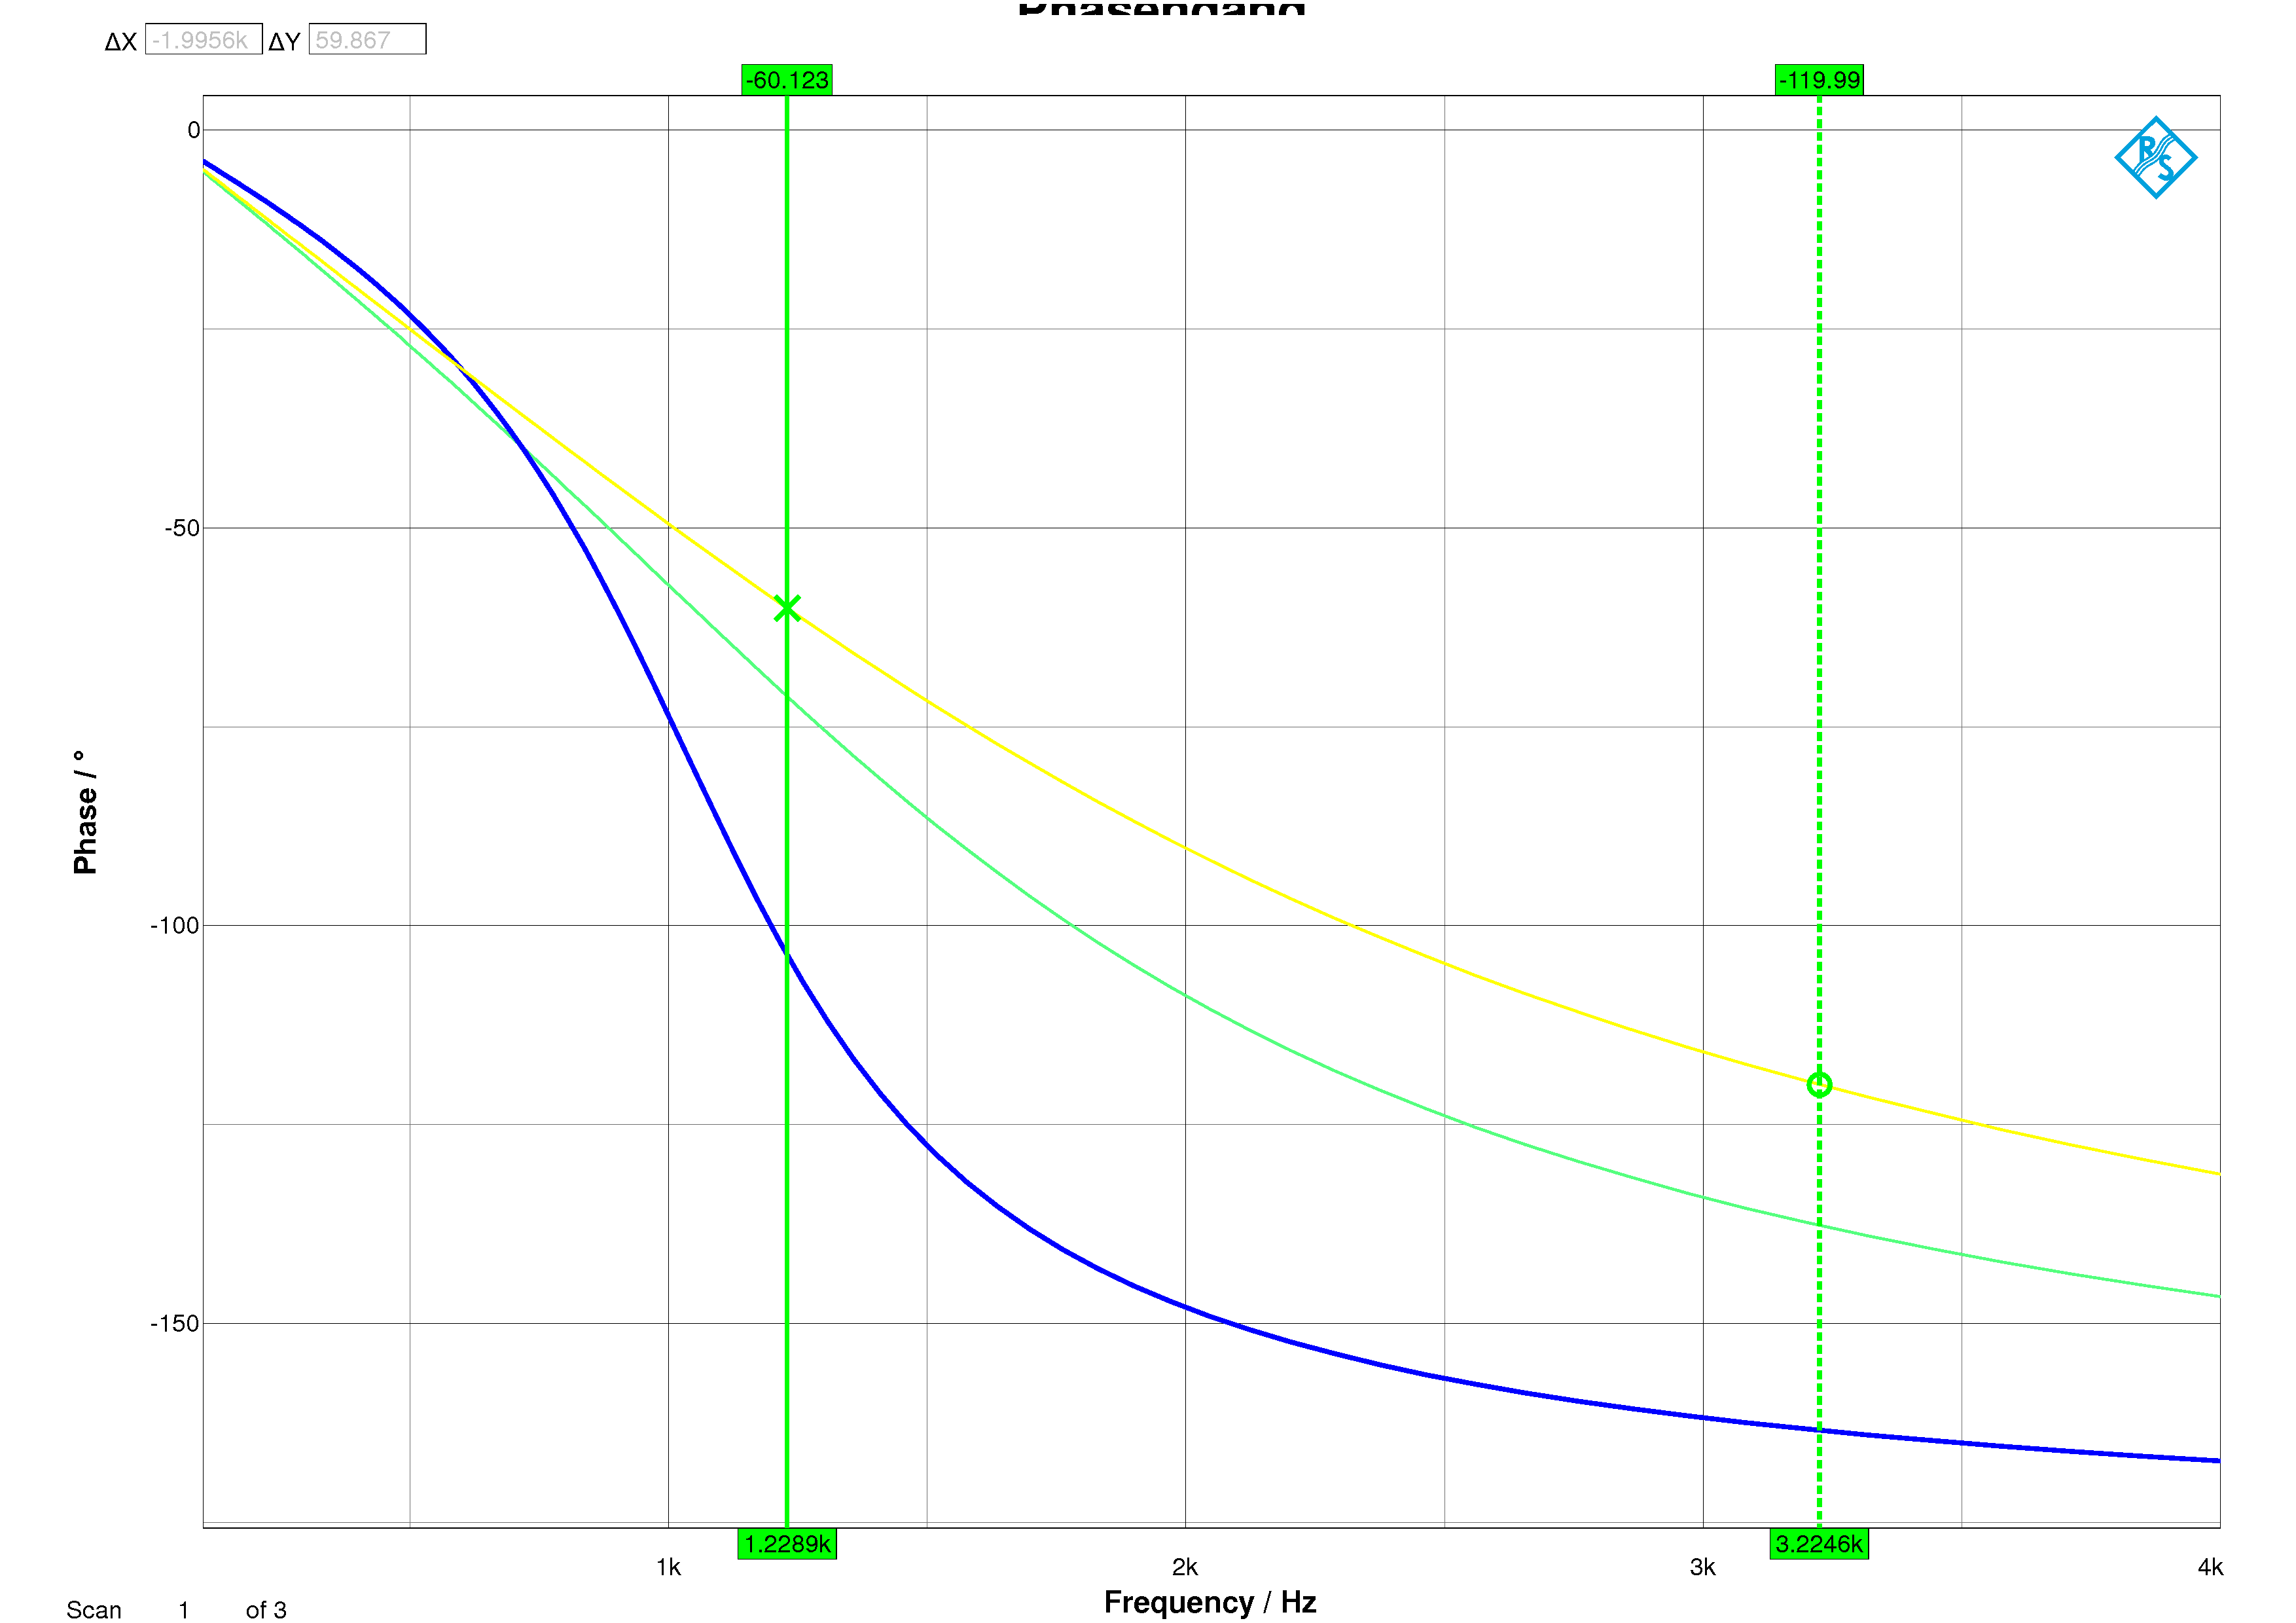 Phasengang
ΔX -1.9956k ΔY 59.867
-60.123 -119.99
0
R S
-50
-100
-150
Phase / °
1.2289k 3.2246k
1k 2k 3k 4k
Frequency / Hz
Scan 1 of 3